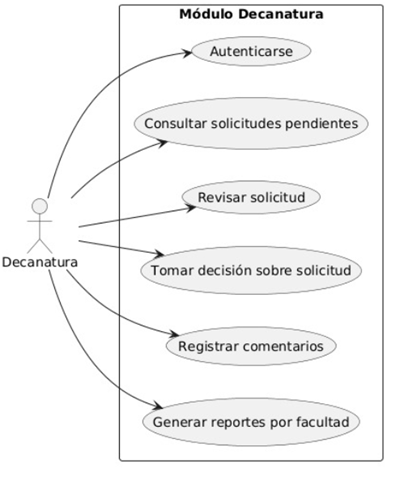 Módulo Decanatura
Autenticarse
Consultar solicitudes pendientes
Revisar solicitud
Decanatura
Tomar decisión sobre solicitud
Registrar comentarios
Generar reportes por facultad